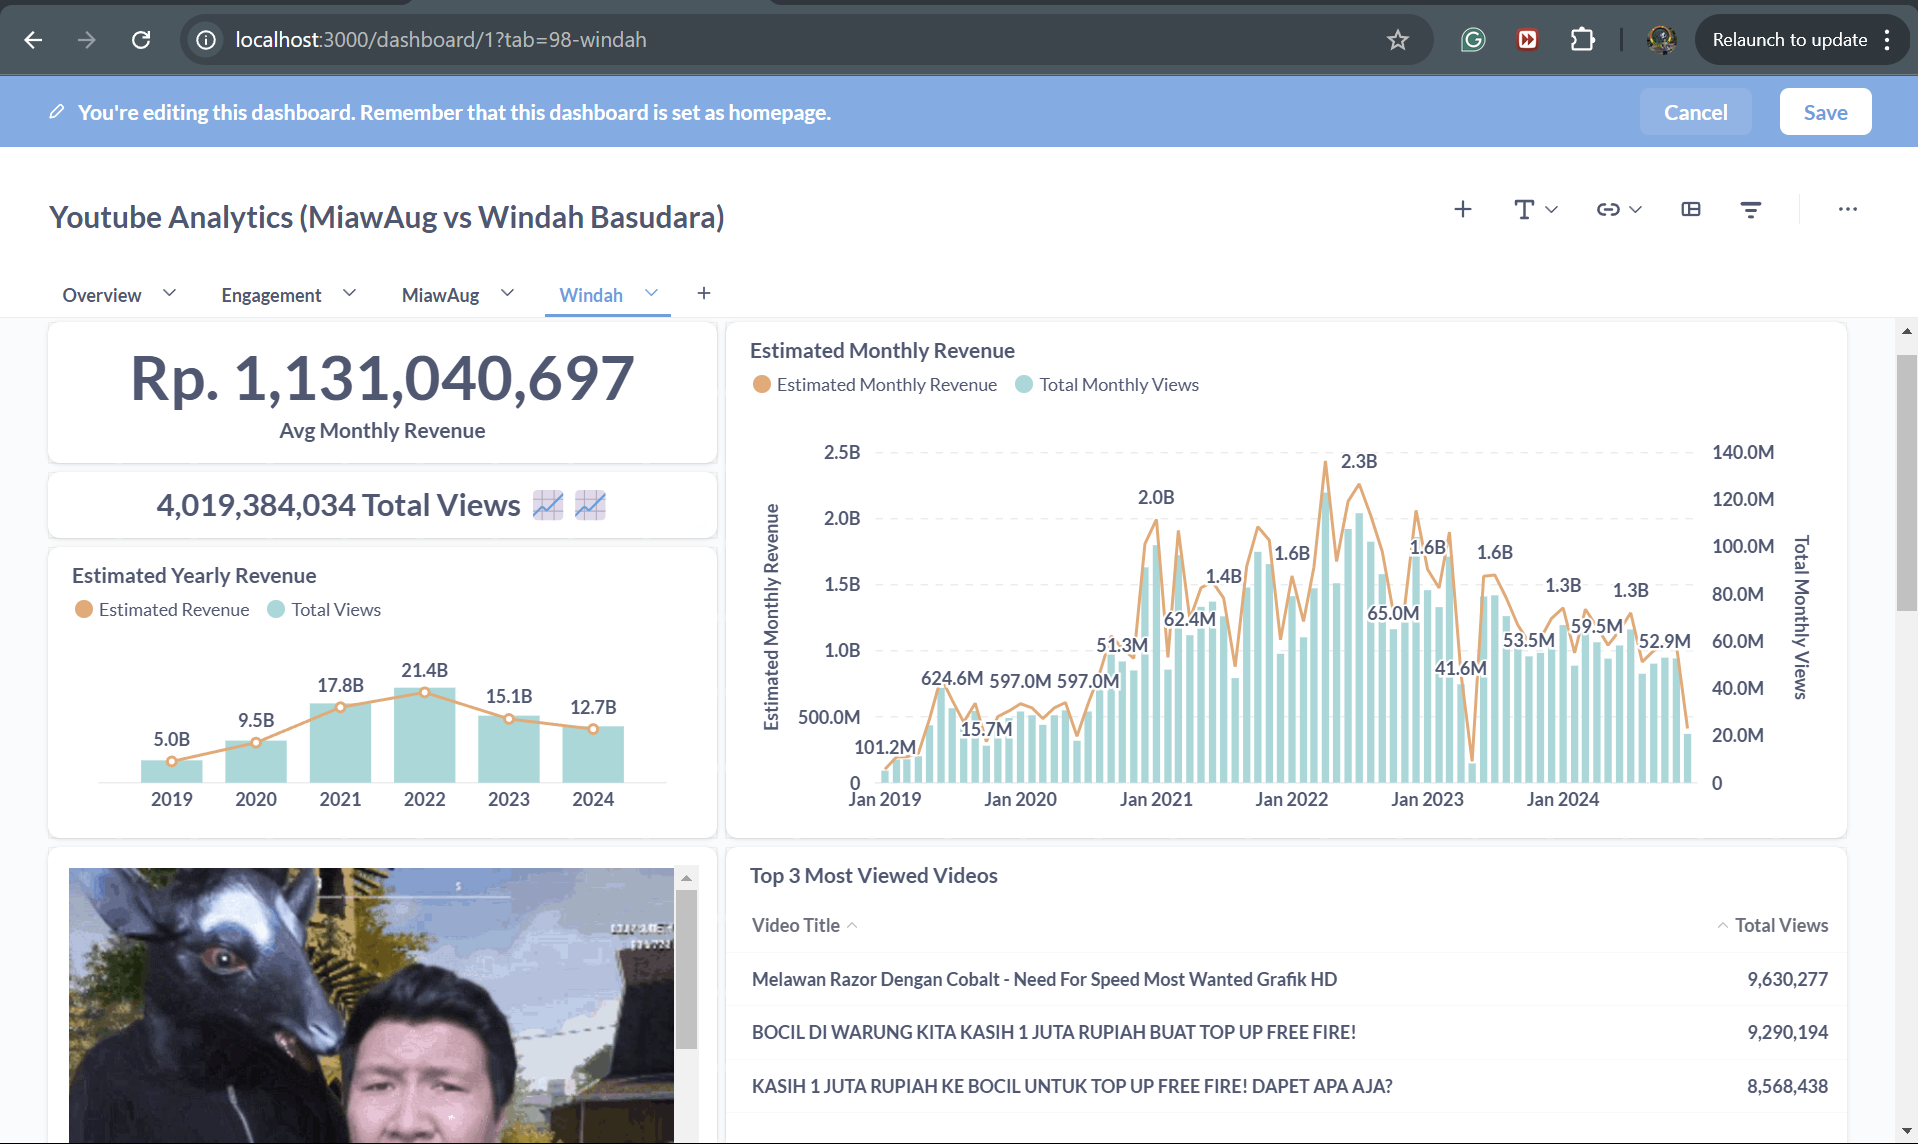 localhost:3000/dashboard/1?tab=98-windah
Relaunch to update
You're editing this dashboard. Remember that this dashboard is set as homepage.
Cancel
Save
Youtube Analytics (MiawAug vs Windah Basudara)
Overview
Engagement
MiawAug
Windah
Rp. 1,131,040,697
Avg Monthly Revenue
4,019,384,034 Total Views 📈 📈
Estimated Yearly Revenue
Estimated Revenue
Total Views
5.0B
9.5B
17.8B
21.4B
15.1B
12.7B
2019
2020
2021
2022
2023
2024
Estimated Monthly Revenue
Estimated Monthly Revenue
Total Monthly Views
Estimated Monthly Revenue
2.5B
2.0B
1.5B
1.0B
500.0M
0
101.2M
624.6M
15.7M
597.0M
597.0M
51.3M
2.0B
62.4M
1.4B
1.6B
2.3B
65.0M
1.6B
41.6M
1.6B
53.5M
1.3B
59.5M
1.3B
52.9M
140.0M
120.0M
100.0M
80.0M
60.0M
40.0M
20.0M
0
Total Monthly Views
Jan 2019
Jan 2020
Jan 2021
Jan 2022
Jan 2023
Jan 2024
Top 3 Most Viewed Videos
Video Title
Total Views
Melawan Razor Dengan Cobalt - Need For Speed Most Wanted Grafik HD
9,630,277
BOCIL DI WARUNG KITA KASIH 1 JUTA RUPIAH BUAT TOP UP FREE FIRE!
9,290,194
KASIH 1 JUTA RUPIAH KE BOCIL UNTUK TOP UP FREE FIRE! DAPET APA AJA?
8,568,438